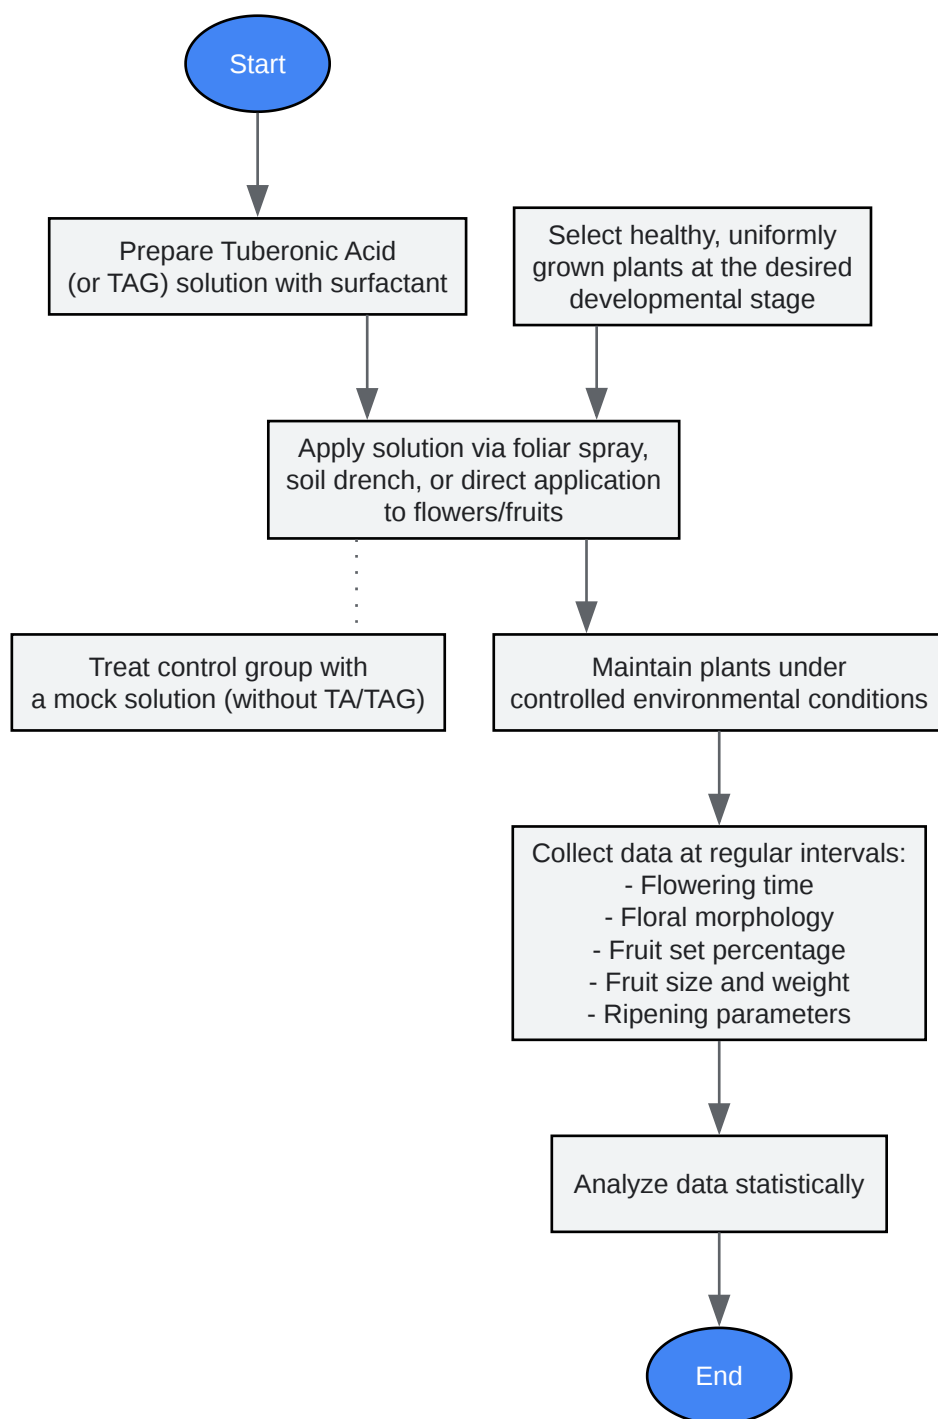 Start
Prepare Tuberonic Acid
(or TAG) solution with surfactant
Select healthy, uniformly
grown plants at the desired
developmental stage
Apply solution via foliar spray,
soil drench, or direct application
to flowers/fruits
Treat control group with
a mock solution (without TA/TAG)
Maintain plants under
controlled environmental conditions
Collect data at regular intervals:
- Flowering time
- Floral morphology
- Fruit set percentage
- Fruit size and weight
- Ripening parameters
Analyze data statistically
End